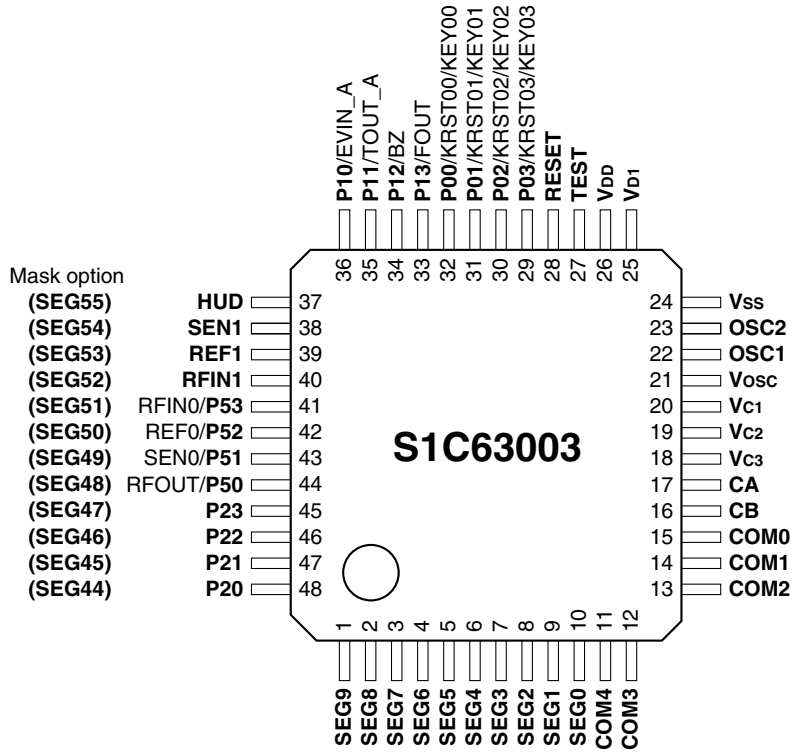 P10/EVIN_A
P11/TOUT_A
P12/BZ
P13/FOUT
P00/KRST00/KEY00
P01/KRST01/KEY01
P02/KRST02/KEY02
P03/KRST03/KEY03
RESET
TEST
VDD
VD1
36 35 34 33 32 31 30 29 28 27 26 25
Mask option
(SEG55) HUD 37
(SEG54) SEN1 38
(SEG53) REF1 39
(SEG52) RFIN1 40
(SEG51) RFIN0/P53 41
(SEG50) REF0/P52 42
(SEG49) SEN0/P51 43
(SEG48) RFOUT/P50 44
(SEG47) P23 45
(SEG46) P22 46
(SEG45) P21 47
(SEG44) P20 48
S1C63003
24 VSS
23 OSC2
22 OSC1
21 VOSC
20 VC1
19 VC2
18 VC3
17 CA
16 CB
15 COM0
14 COM1
13 COM2
1 2 3 4 5 6 7 8 9 10 11 12
SEG9
SEG8
SEG7
SEG6
SEG5
SEG4
SEG3
SEG2
SEG1
SEG0
COM4
COM3